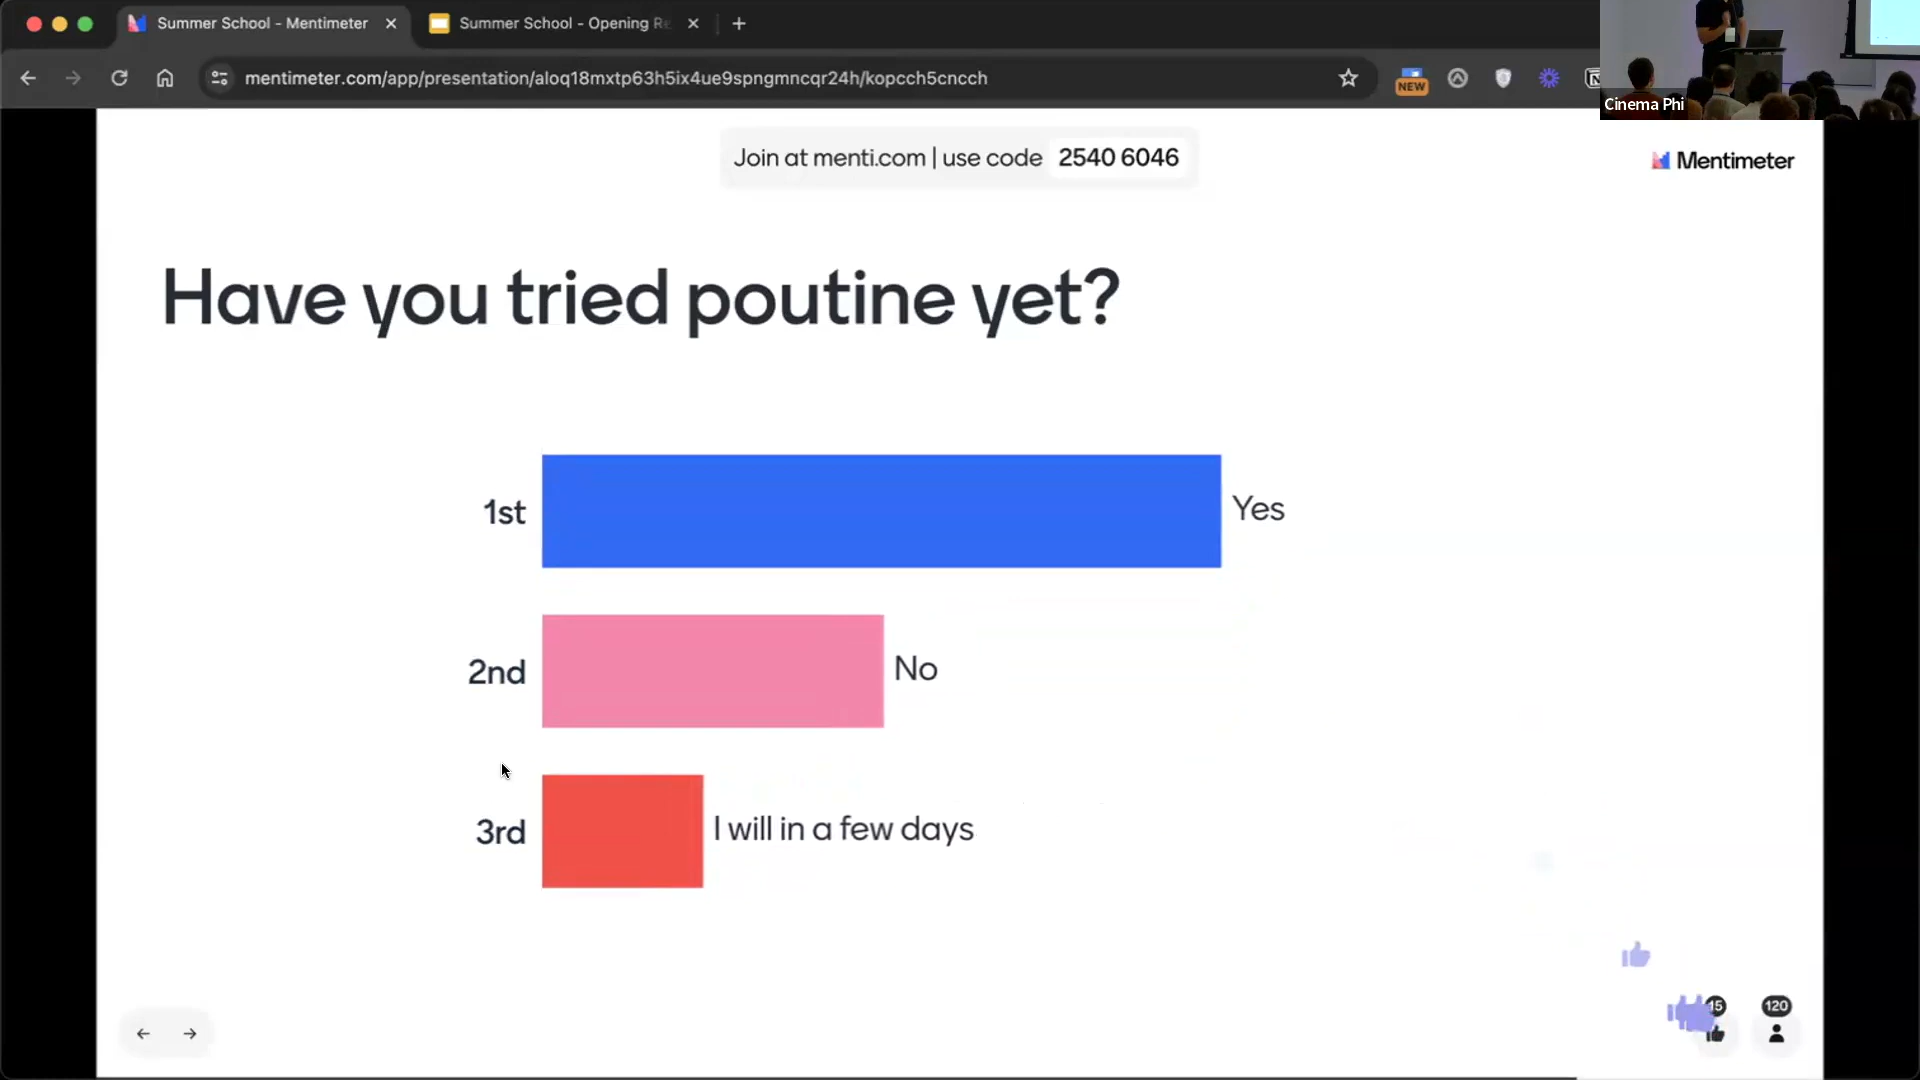 Summer School - Mentimeter
Summer School - Opening Re
mentimeter.com/app/presentation/aloq18mxtp63h5ix4ue9spngmncqr24h/kopcch5cncch
NEW
Cinema Phi
Join at menti.com | use code 2540 6046
Mentimeter
Have you tried poutine yet?
1st
Yes
2nd
No
3rd
I will in a few days
15
120